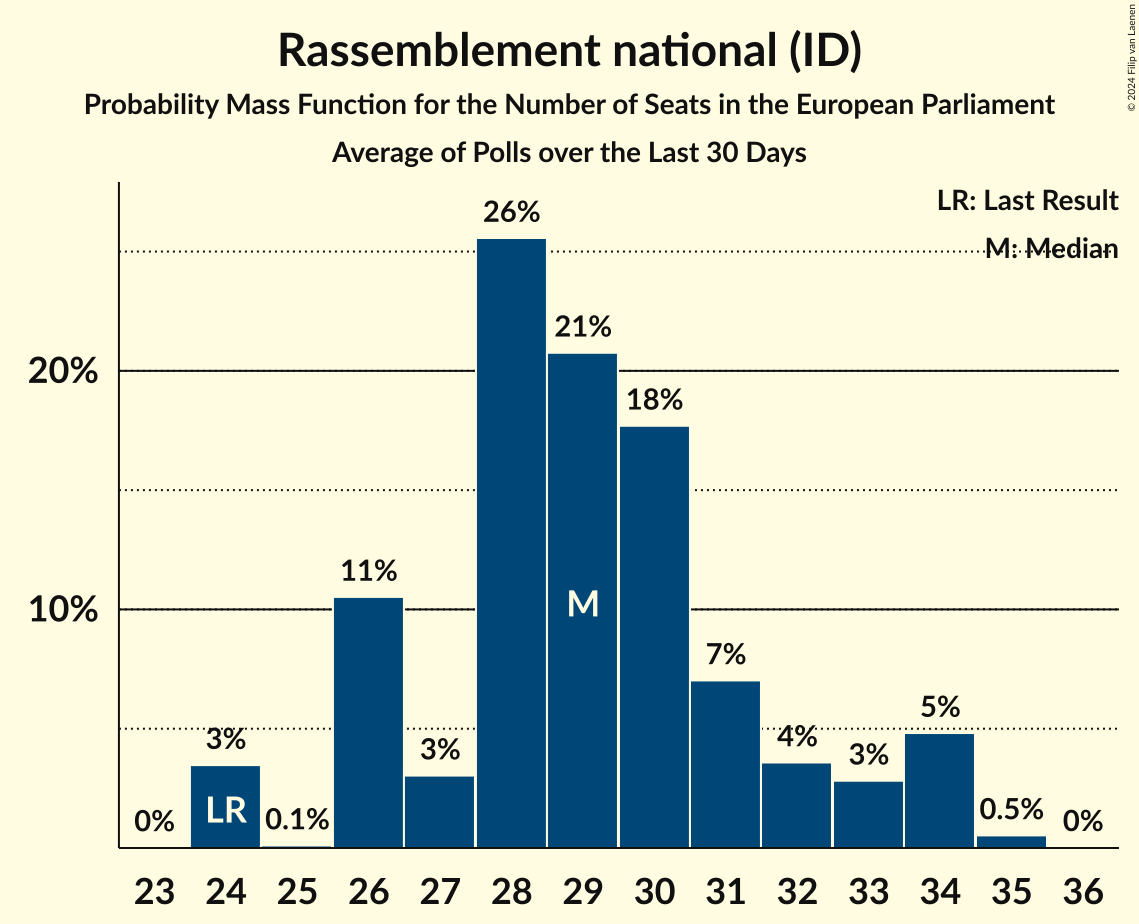 Rassemblement national (ID)
Probability Mass Function for the Number of Seats in the European Parliament
Average of Polls over the Last 30 Days
© 2024 Filip van Laenen
LR: Last Result
M: Median
26%
21%
20%
18%
11%
10%
M
7%
5%
3%
3%
4%
3%
LR
0%
0.1%
0.5%
0%
23 24 25 26 27 28 29 30 31 32 33 34 35 36